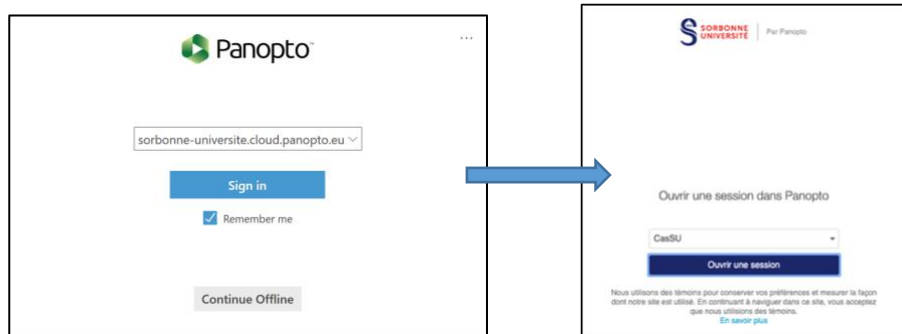 Panopto
...
sorbonne-universite.cloud.panopto.eu
Sign in
Remember me
Continue Offline
SORBONNE
UNIVERSITÉ
Par Panopto
Ouvrir une session dans Panopto
CasSU
Ouvrir une session
Nous utilisons des témoins pour conserver vos préférences et mesurer la façon
dont notre site est utilisé. En continuant à naviguer dans ce site, vous acceptez
que nous utilisions des témoins.
En savoir plus